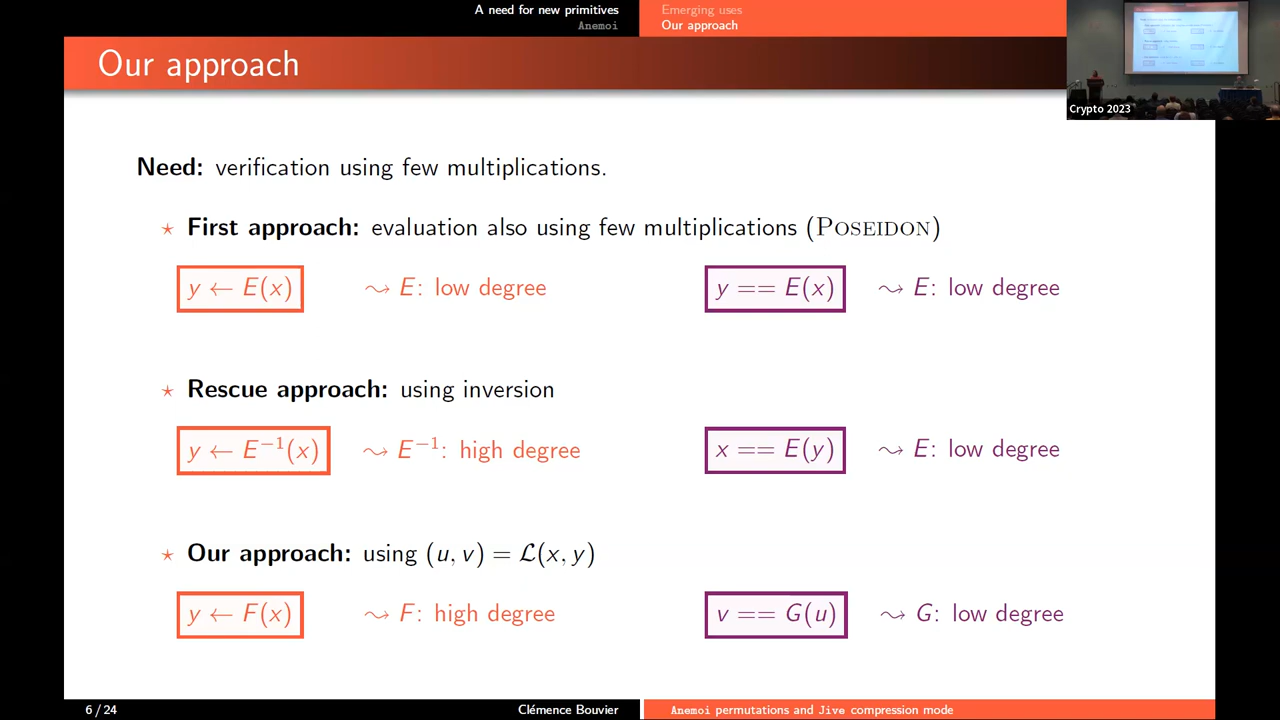 A need for new primitives
Anemoi
Emerging uses
Our approach
Our approach
Crypto 2023
Need: verification using few multiplications.
⋆ First approach: evaluation also using few multiplications (POSEIDON)
y ← E(x) ⤳ E: low degree y == E(x) ⤳ E: low degree
⋆ Rescue approach: using inversion
y ← E⁻¹(x) ⤳ E⁻¹: high degree x == E(y) ⤳ E: low degree
⋆ Our approach: using (u, v) = ℒ(x, y)
y ← F(x) ⤳ F: high degree v == G(u) ⤳ G: low degree
6 / 24 Clémence Bouvier Anemoi permutations and Jive compression mode